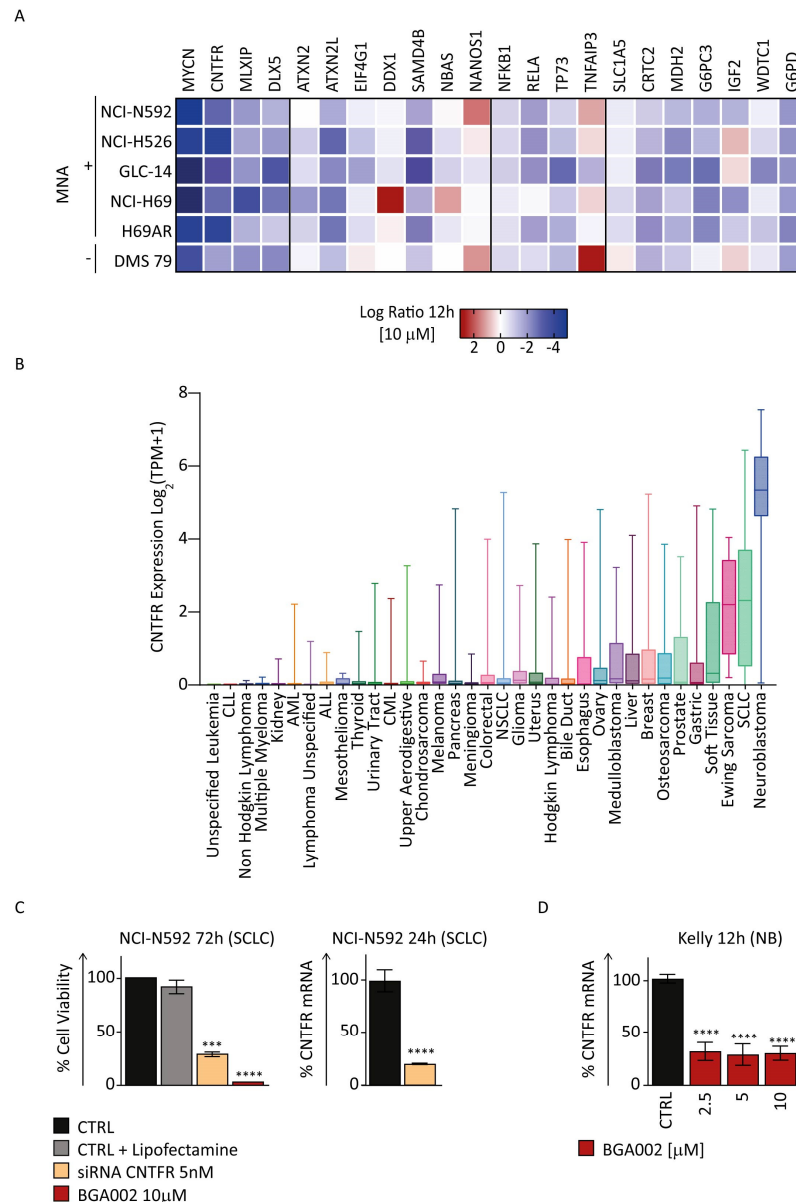 A
MYCN CNTFR MLXIP DLX5 ATXN2 ATXN2L EIF4G1 DDX1 SAMD4B NBAS NANOS1 NFKB1 RELA TP73 TNFAIP3 SLC1A5 CRTC2 MDH2 G6PC3 IGF2 WDTC1 G6PD
MNA
+
-
NCI-N592
NCI-H526
GLC-14
NCI-H69
H69AR
DMS 79
Log Ratio 12h
[10 µM]
2 0 -2 -4
B
CNTFR Expression Log2(TPM+1)
8
6
4
2
0
Unspecified Leukemia
CLL
Non Hodgkin Lymphoma
Multiple Myeloma
Kidney
AML
Lymphoma Unspecified
ALL
Mesothelioma
Thyroid
Urinary Tract
CML
Upper Aerodigestive
Chondrosarcoma
Melanoma
Pancreas
Meningioma
Colorectal
NSCLC
Glioma
Uterus
Hodgkin Lymphoma
Bile Duct
Esophagus
Ovary
Medulloblastoma
Liver
Breast
Osteosarcoma
Prostate
Gastric
Soft Tissue
Ewing Sarcoma
SCLC
Neuroblastoma
C
NCI-N592 72h (SCLC)
% Cell Viability
100
50
0
***
****
NCI-N592 24h (SCLC)
% CNTFR mRNA
100
50
0
****
CTRL
CTRL + Lipofectamine
siRNA CNTFR 5nM
BGA002 10µM
D
Kelly 12h (NB)
% CNTFR mRNA
100
50
0
**** **** ****
CTRL 2.5 5 10
BGA002 [µM]